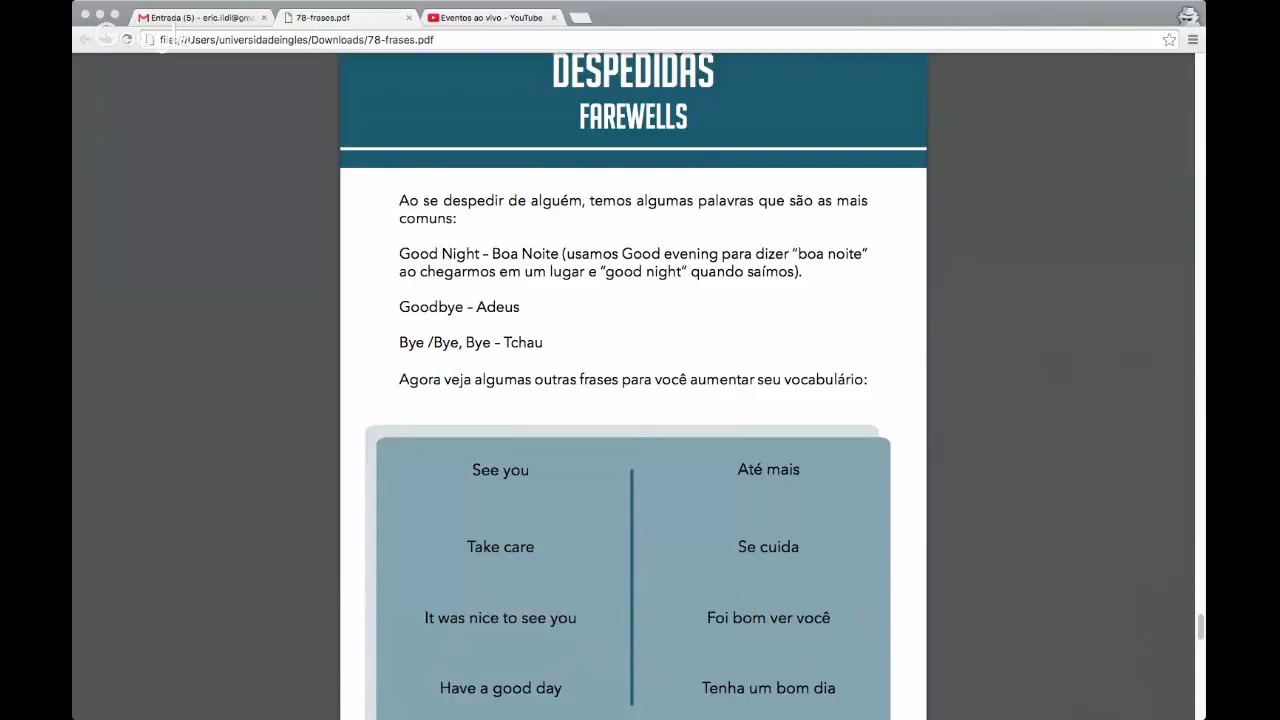 Entrada (5) - eric.lidi@gma
78-frases.pdf
Eventos ao vivo - YouTube
file:///Users/universidadeingles/Downloads/78-frases.pdf
DESPEDIDAS
FAREWELLS
Ao se despedir de alguém, temos algumas palavras que são as mais
comuns:
Good Night - Boa Noite (usamos Good evening para dizer “boa noite”
ao chegarmos em um lugar e “good night” quando saímos).
Goodbye - Adeus
Bye /Bye, Bye - Tchau
Agora veja algumas outras frases para você aumentar seu vocabulário:
See you Até mais
Take care Se cuida
It was nice to see you Foi bom ver você
Have a good day Tenha um bom dia